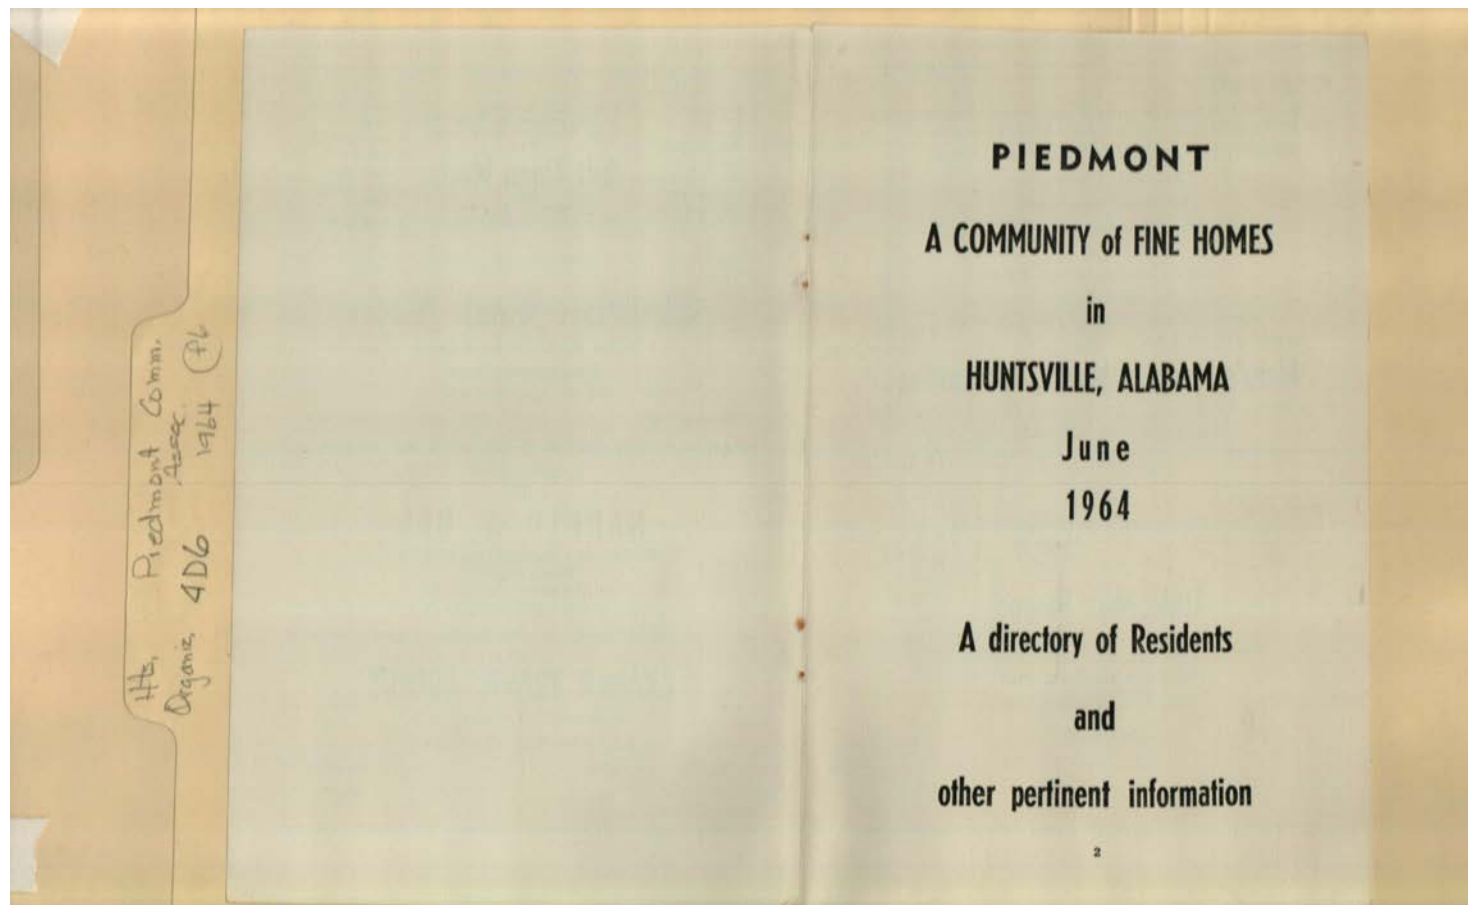 Hts, Piedmont Comm.
Assoc.
Organiz, 4D6 1964 P6
PIEDMONT
A COMMUNITY of FINE HOMES
in
HUNTSVILLE, ALABAMA
June
1964
A directory of Residents
and
other pertinent information
2